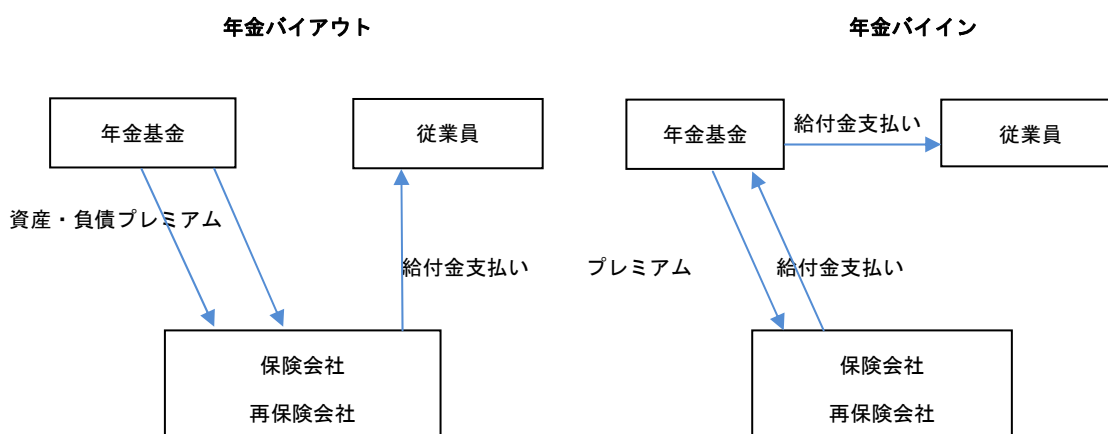 年金バイアウト
年金基金
従業員
資産・負債プレミアム
給付金支払い
保険会社
再保険会社
年金バイイン
年金基金
給付金支払い
従業員
プレミアム
給付金支払い
保険会社
再保険会社